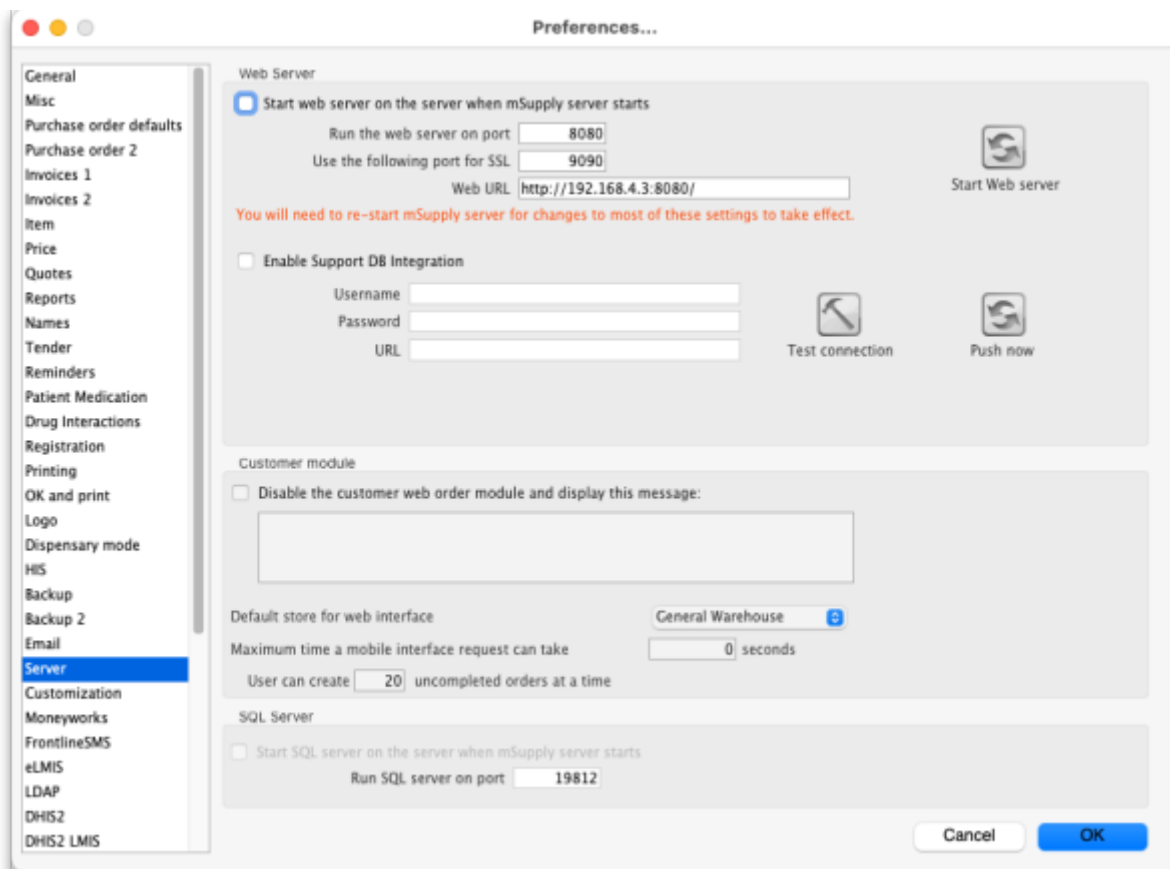 Preferences...
General
Misc
Purchase order defaults
Purchase order 2
Invoices 1
Invoices 2
Item
Price
Quotes
Reports
Names
Tender
Reminders
Patient Medication
Drug Interactions
Registration
Printing
OK and print
Logo
Dispensary mode
HIS
Backup
Backup 2
Email
Server
Customization
Moneyworks
FrontlineSMS
eLMIS
LDAP
DHIS2
DHIS2 LMIS
Web Server
Start web server on the server when mSupply server starts
Run the web server on port 8080
Use the following port for SSL 9090
Web URL http://192.168.4.3:8080/
Start Web server
You will need to re-start mSupply server for changes to most of these settings to take effect.
Enable Support DB Integration
Username
Password
URL
Test connection
Push now
Customer module
Disable the customer web order module and display this message:
Default store for web interface General Warehouse
Maximum time a mobile interface request can take 0 seconds
User can create 20 uncompleted orders at a time
SQL Server
Start SQL server on the server when mSupply server starts
Run SQL server on port 19812
Cancel OK